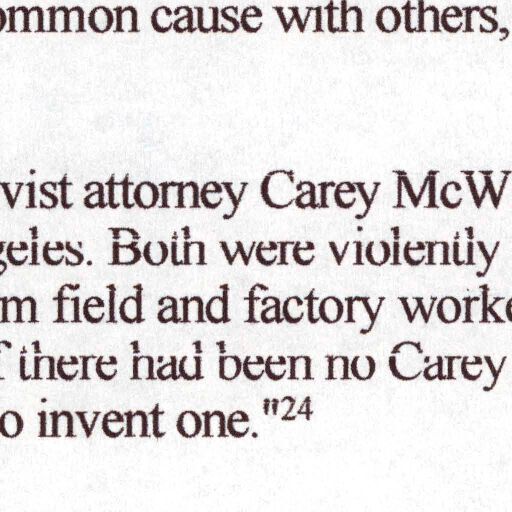 ommon cause with others,
vist attorney Carey McW
geles. Both were violently
m field and factory worke
f there had been no Carey
o invent one."24